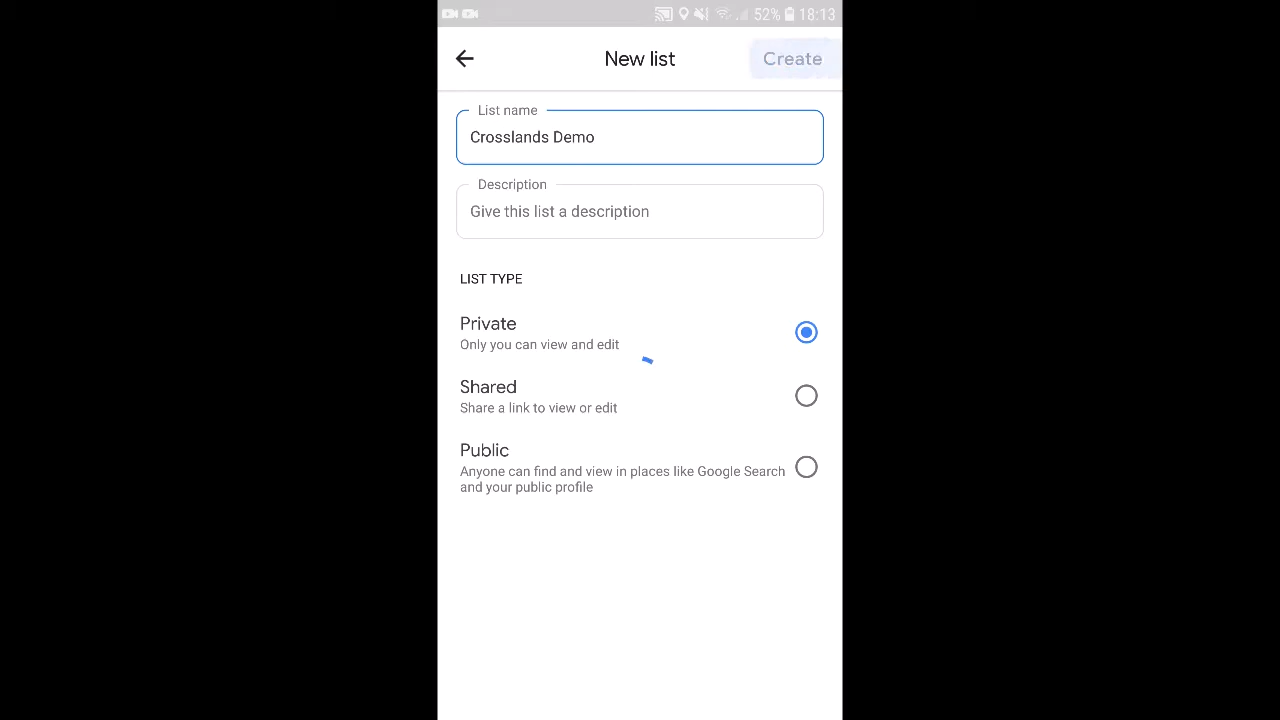 52% 18:13
New list
Create
List name
Crosslands Demo
Description
Give this list a description
LIST TYPE
Private
Only you can view and edit
Shared
Share a link to view or edit
Public
Anyone can find and view in places like Google Search
and your public profile